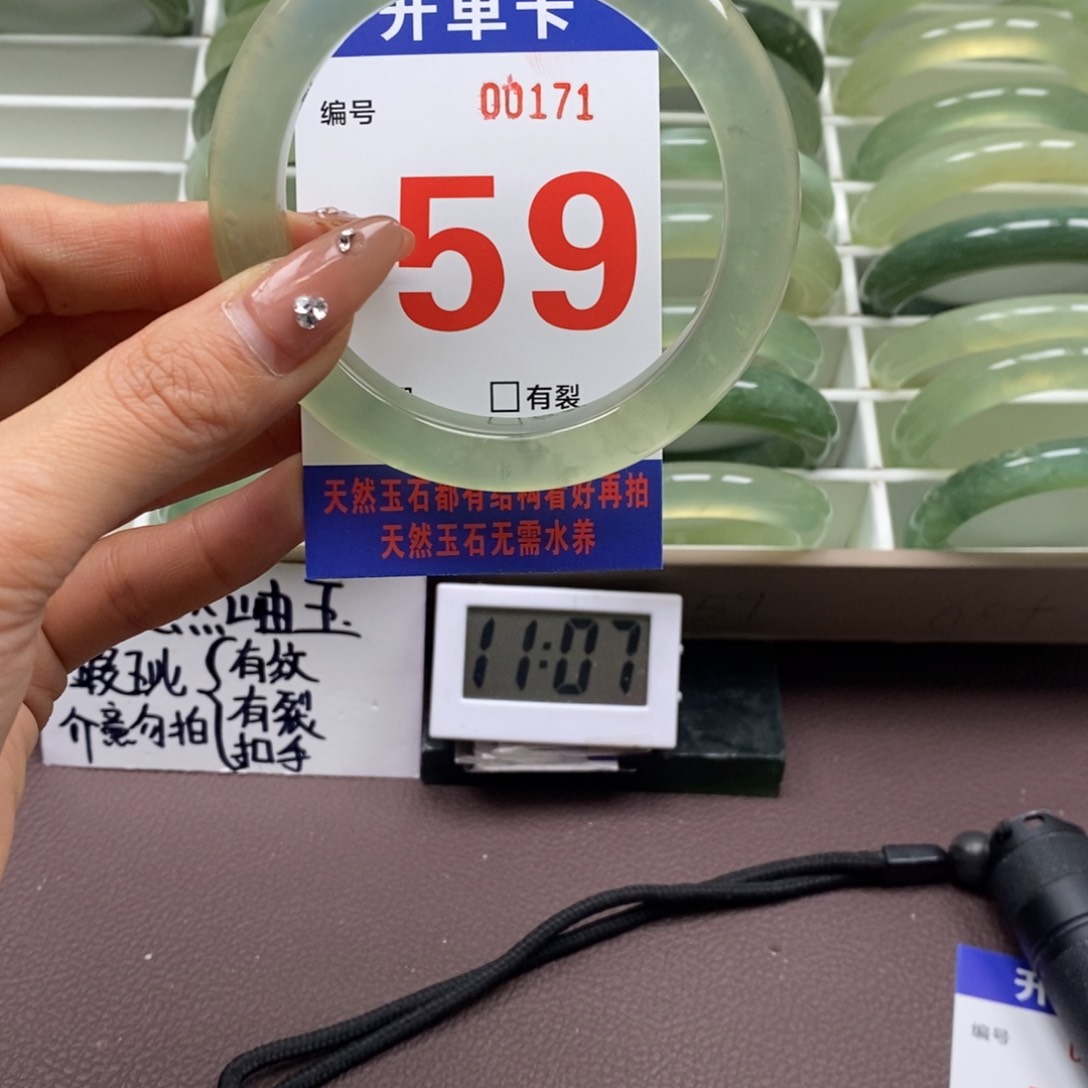 开单卡
编号 00171
59
有裂
天然玉石都有结构看好再拍
天然玉石无需水养
然岫玉
瑕玼 有纹
介意勿拍 有裂
扣手
11:07
开
编号